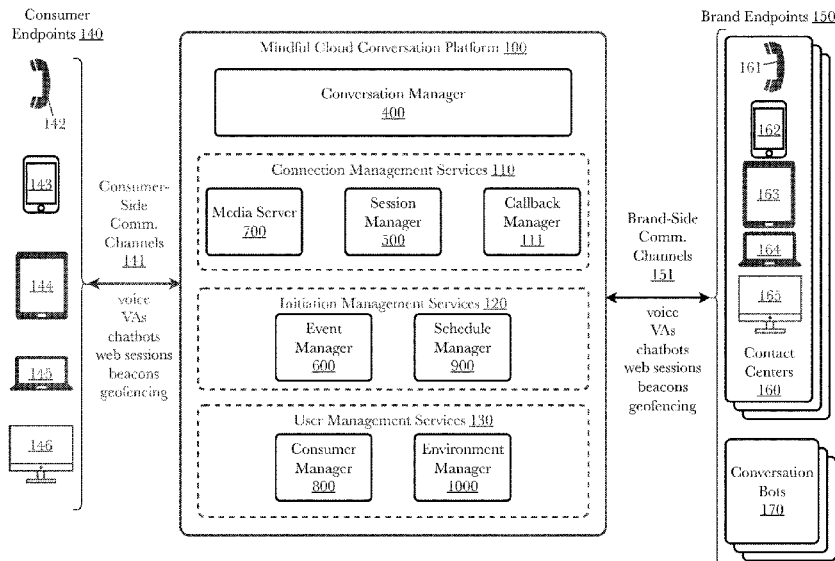 Consumer
Endpoints 140
142
143
144
145
146
Consumer-
Side
Comm.
Channels
141
voice
VAs
chatbots
web sessions
beacons
geofencing
Mindful Cloud Conversation Platform 100
Conversation Manager
400
Connection Management Services 110
Media Server
700
Session
Manager
500
Callback
Manager
111
Initiation Management Services 120
Event
Manager
600
Schedule
Manager
900
User Management Services 130
Consumer
Manager
800
Environment
Manager
1000
Brand-Side
Comm.
Channels
151
voice
VAs
chatbots
web sessions
beacons
geofencing
Brand Endpoints 150
161
162
163
164
165
Contact
Centers
160
Conversation
Bots
170